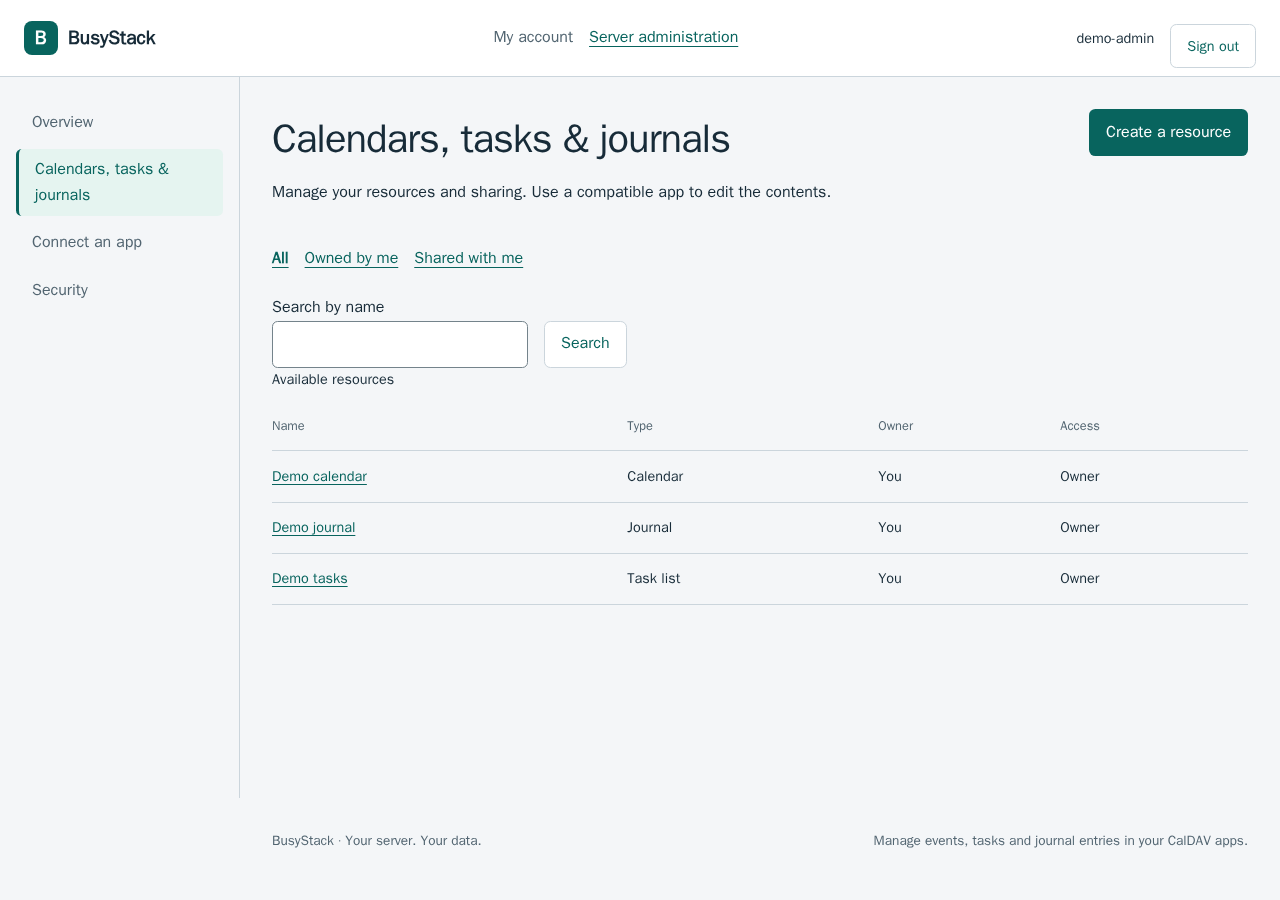 B BusyStack
My account Server administration
demo-admin Sign out
Overview
Calendars, tasks &
journals
Connect an app
Security
Calendars, tasks & journals
Create a resource
Manage your resources and sharing. Use a compatible app to edit the contents.
All Owned by me Shared with me
Search by name
Search
Available resources
Name Type Owner Access
Demo calendar Calendar You Owner
Demo journal Journal You Owner
Demo tasks Task list You Owner
BusyStack · Your server. Your data.
Manage events, tasks and journal entries in your CalDAV apps.